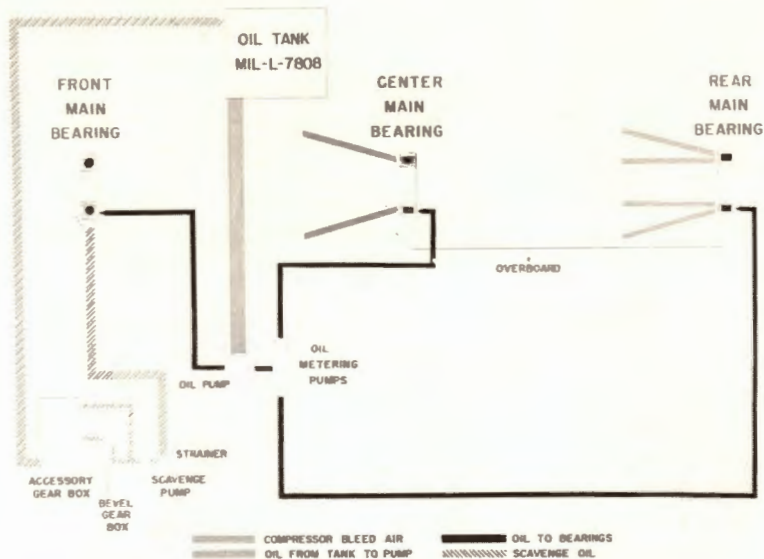 OIL TANK
MIL-L-7808
FRONT
MAIN
BEARING
CENTER
MAIN
BEARING
REAR
MAIN
BEARING
OVERBOARD
OIL
METERING
PUMPS
OIL PUMP
STRAINER
ACCESSORY
GEAR BOX
SCAVENGE
PUMP
BEVEL
GEAR
BOX
COMPRESSOR BLEED AIR
OIL FROM TANK TO PUMP
OIL TO BEARINGS
SCAVENGE OIL